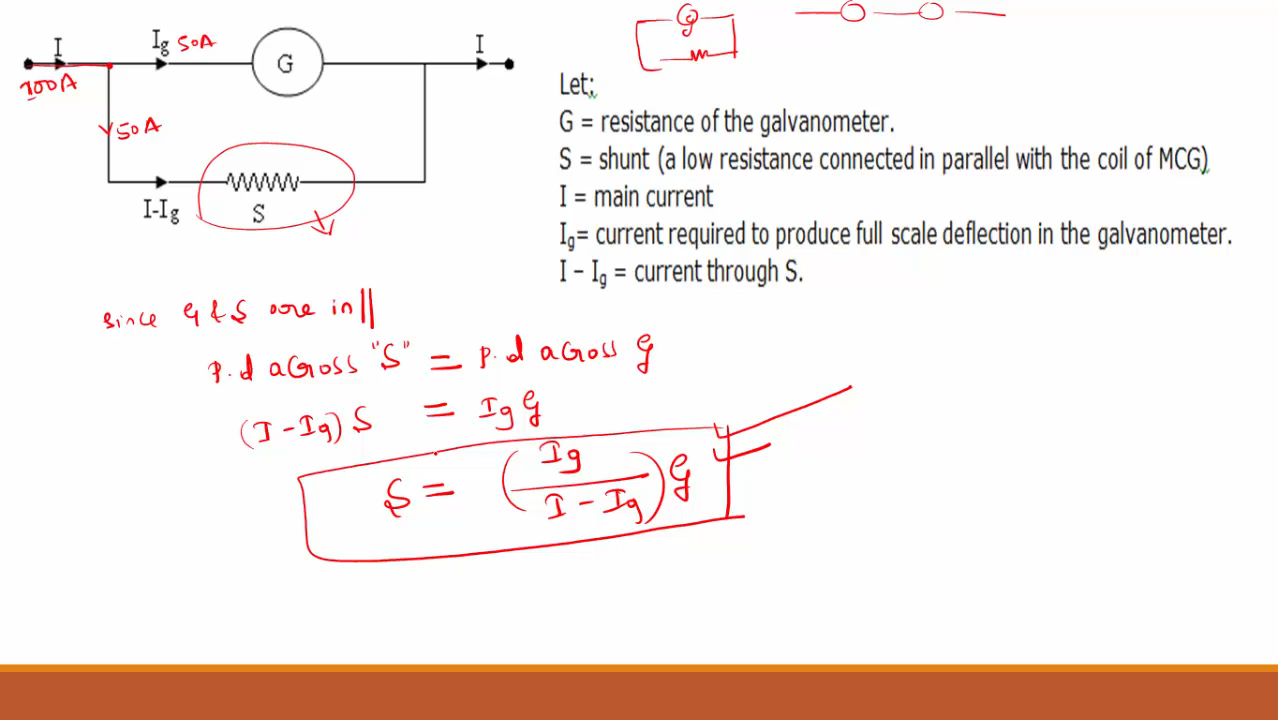 G
I
Ig 50A
G
I
100A
50A
I-Ig
S
Let;
G = resistance of the galvanometer.
S = shunt (a low resistance connected in parallel with the coil of MCG)
I = main current
Ig= current required to produce full scale deflection in the galvanometer.
I – Ig = current through S.
since G & S are in ||
p.d across "S" = p.d across G
(I-Ig) S = Ig G
S = (Ig / I - Ig) G